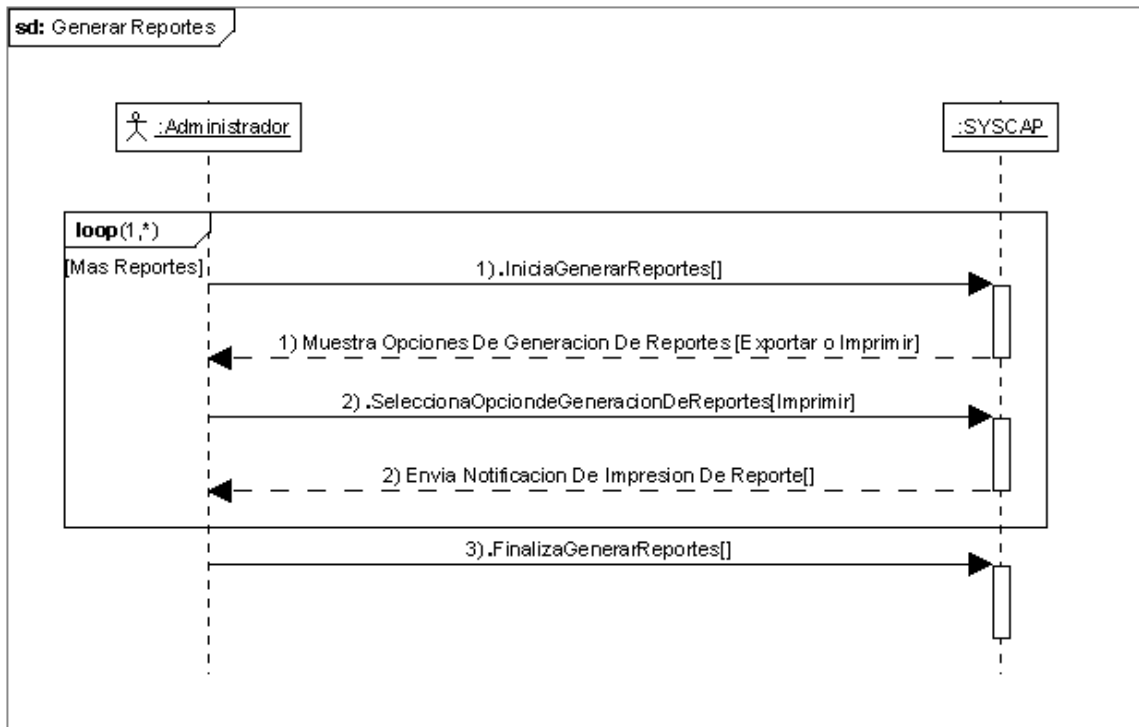 sd: Generar Reportes
:Administrador
:SYSCAP
loop(1,*)
[Mas Reportes]
1).IniciaGenerarReportes[]
1) Muestra Opciones De Generacion De Reportes [Exportar o Imprimir]
2).SeleccionaOpciondeGeneracionDeReportes[Imprimir]
2) Envia Notificacion De Impresion De Reporte[]
3).FinalizaGenerarReportes[]